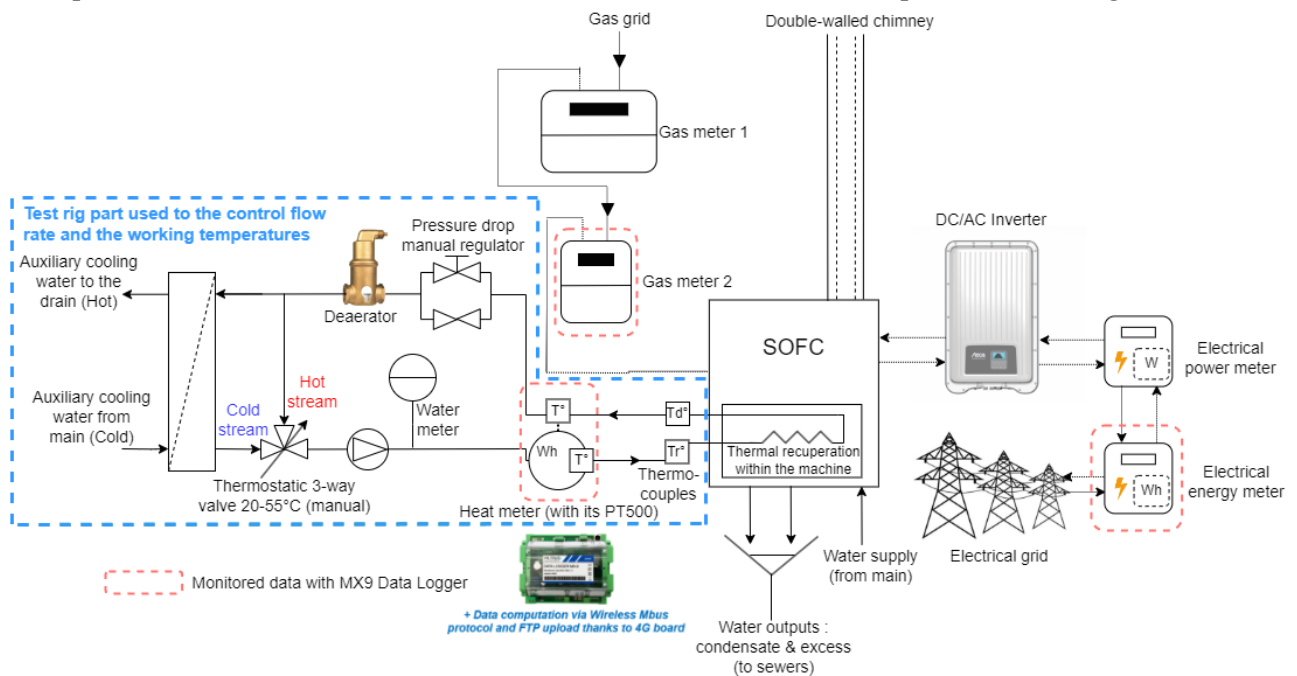 Gas grid
Double-walled chimney
Gas meter 1
Test rig part used to the control flow
rate and the working temperatures
Pressure drop
manual regulator
DC/AC Inverter
Auxiliary cooling
water to the
drain (Hot)
Gas meter 2
Deaerator
SOFC
W
Electrical
power meter
Auxiliary cooling
water from
main (Cold)
Hot
stream
Cold
stream
Water
meter
T°
Td°
Wh
T°
Tr°
Thermal recuperation
within the machine
Thermo-
couples
Thermostatic 3-way
valve 20-55°C (manual)
Heat meter (with its PT500)
Wh
Electrical
energy meter
Electrical grid
Water supply
(from main)
Monitored data with MX9 Data Logger
+ Data computation via Wireless Mbus
protocol and FTP upload thanks to 4G board
Water outputs :
condensate & excess
(to sewers)